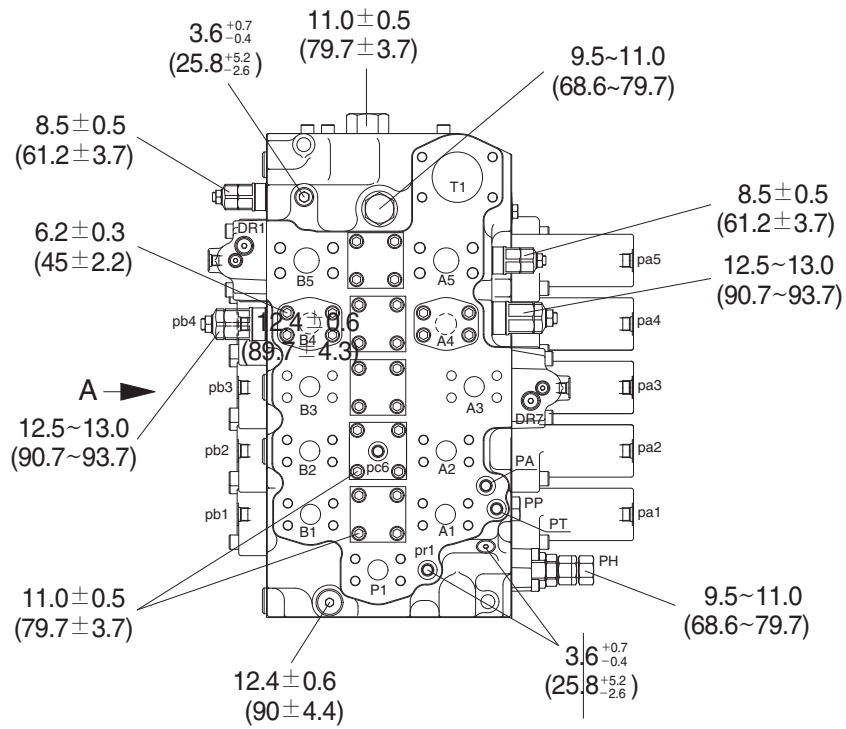 11.0±0.5
(79.7±3.7)
3.6 +0.7 -0.4
(25.8 +5.2 -2.6)
9.5~11.0
(68.6~79.7)
8.5±0.5
(61.2±3.7)
T1
8.5±0.5
(61.2±3.7)
6.2±0.3
(45±2.2)
DR1
B5
A5
pa5
12.5~13.0
(90.7~93.7)
pb4
12.4±0.6
(89.7±4.3)
B4
A4
pa4
A
pb3
B3
A3
pa3
DR7
12.5~13.0
(90.7~93.7)
pb2
B2
pc6
A2
PA
pa2
pb1
B1
A1
PP
PT
pa1
pr1
P1
PH
11.0±0.5
(79.7±3.7)
9.5~11.0
(68.6~79.7)
3.6 +0.7 -0.4
(25.8 +5.2 -2.6)
12.4±0.6
(90±4.4)